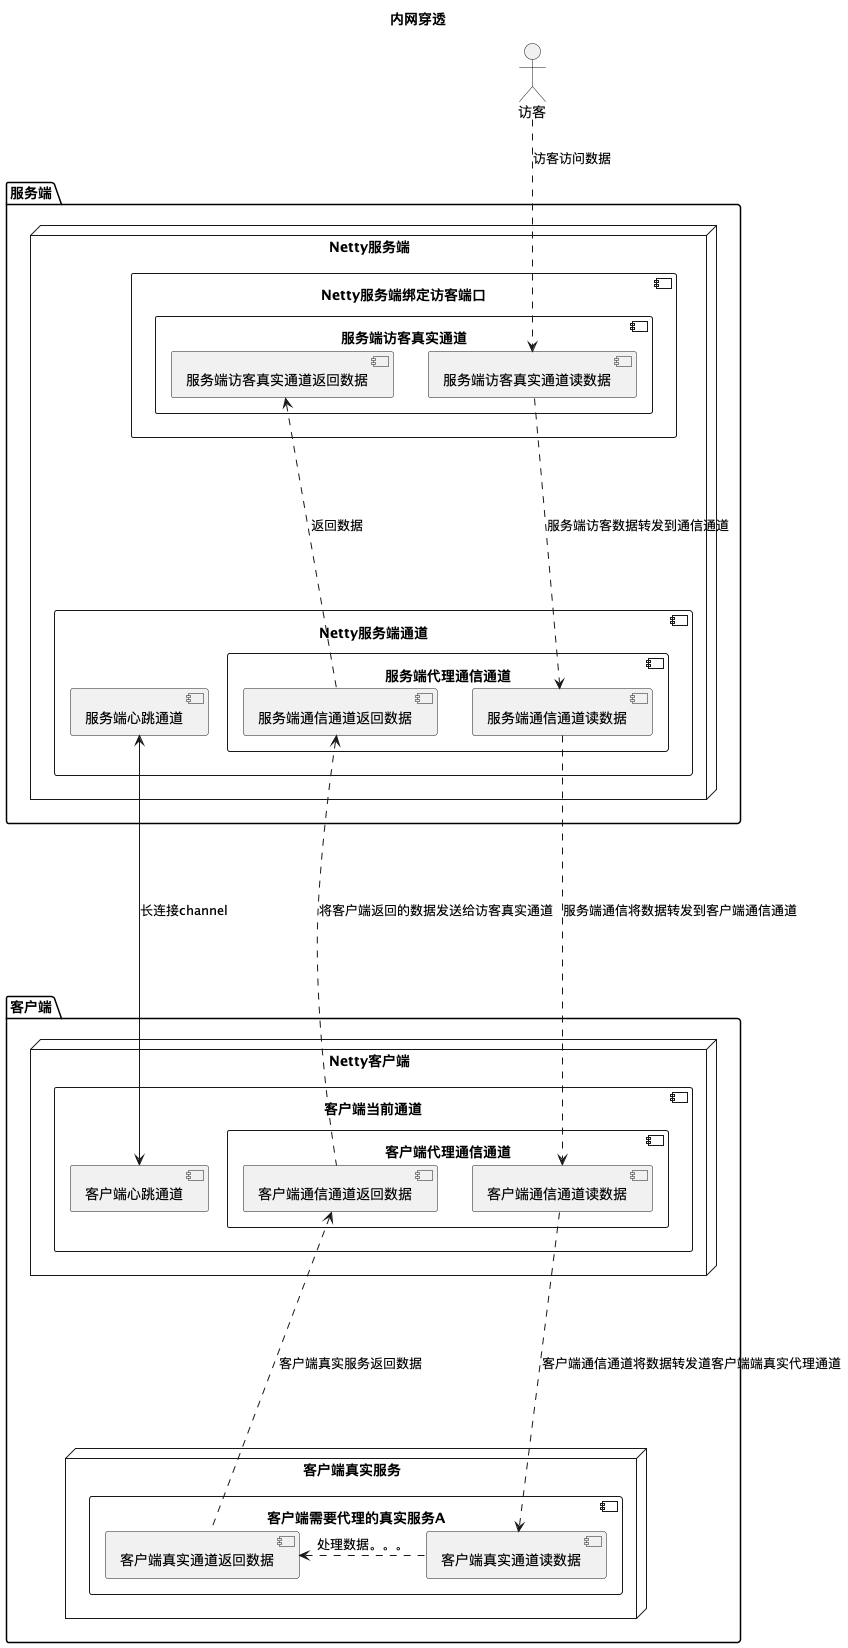 内网穿透
访客
访客访问数据
服务端
Netty服务端
Netty服务端绑定访客端口
服务端访客真实通道
服务端访客真实通道返回数据
服务端访客真实通道读数据
返回数据
服务端访客数据转发到通信通道
Netty服务端通道
服务端代理通信通道
服务端心跳通道
服务端通信通道返回数据
服务端通信通道读数据
长连接channel
将客户端返回的数据发送给访客真实通道
服务端通信将数据转发到客户端通信通道
客户端
Netty客户端
客户端当前通道
客户端代理通信通道
客户端心跳通道
客户端通信通道返回数据
客户端通信通道读数据
客户端真实服务返回数据
客户端通信通道将数据转发道客户端端真实代理通道
客户端真实服务
客户端需要代理的真实服务A
客户端真实通道返回数据
处理数据。。。
客户端真实通道读数据